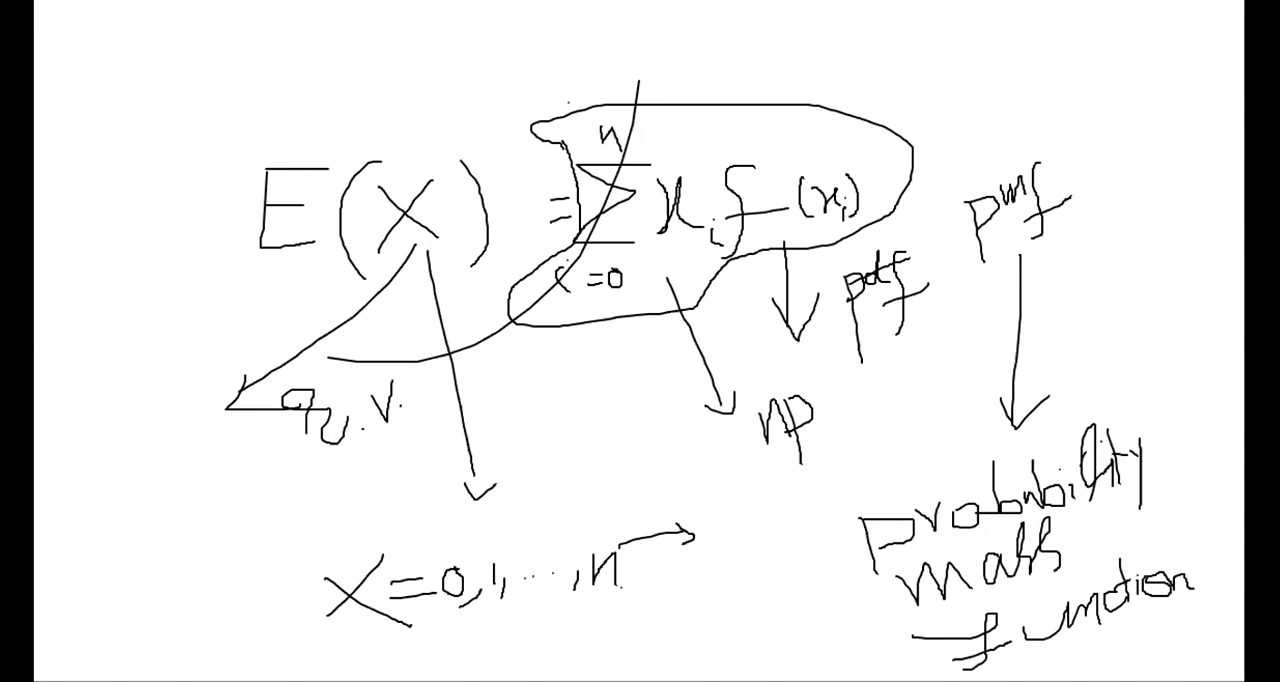 E(X) = n∑i=0 xi f(xi)
pmf
pdf
r.v.
np
X=0,1,...,n
Probability
mass
function